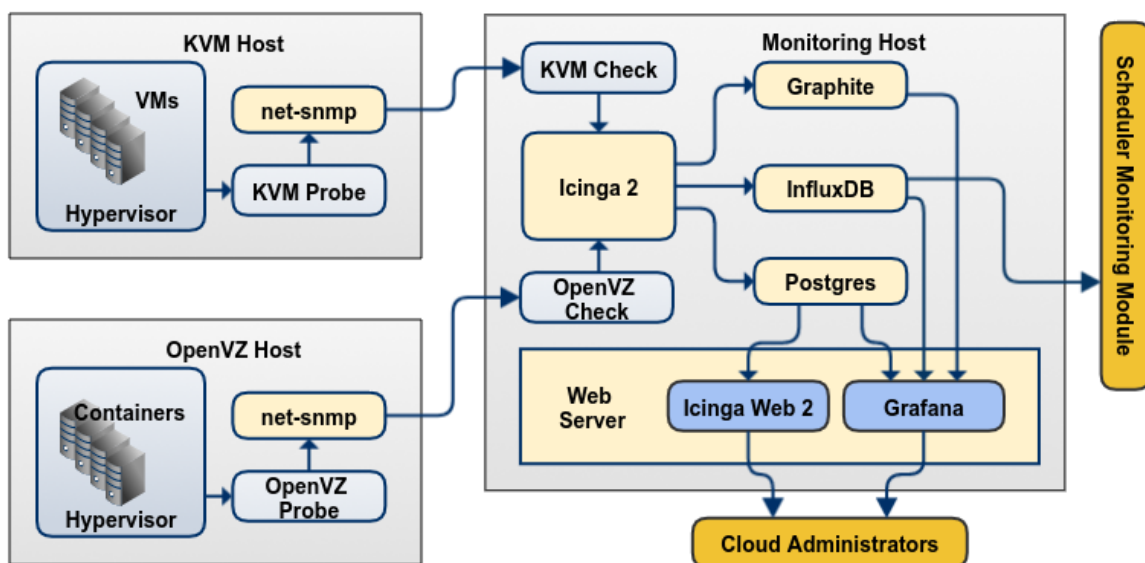 KVM Host
VMs
Hypervisor
net-snmp
KVM Probe
OpenVZ Host
Containers
Hypervisor
net-snmp
OpenVZ
Probe
Monitoring Host
KVM Check
Icinga 2
OpenVZ
Check
Graphite
InfluxDB
Postgres
Web
Server
Icinga Web 2
Grafana
Cloud Administrators
Scheduler Monitoring Module